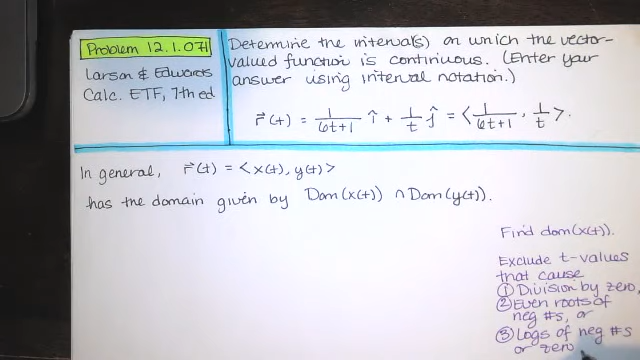 Problem 12.1.071
Larson & Edwards
Calc. ETF, 7th ed
Determine the interval(s) on which the vector-
valued function is continuous. (Enter your
answer using interval notation.)
r⃗(t) = 1/(6t+1) î + 1/t ĵ = <1/(6t+1), 1/t>.
In general, r⃗(t) = <x(t), y(t)>
has the domain given by Dom(x(t)) ∩ Dom(y(t)).
Find dom(x(t)).
Exclude t-values
that cause
① Division by zero,
② Even roots of
neg #s, or
③ Logs of neg #s
or zero